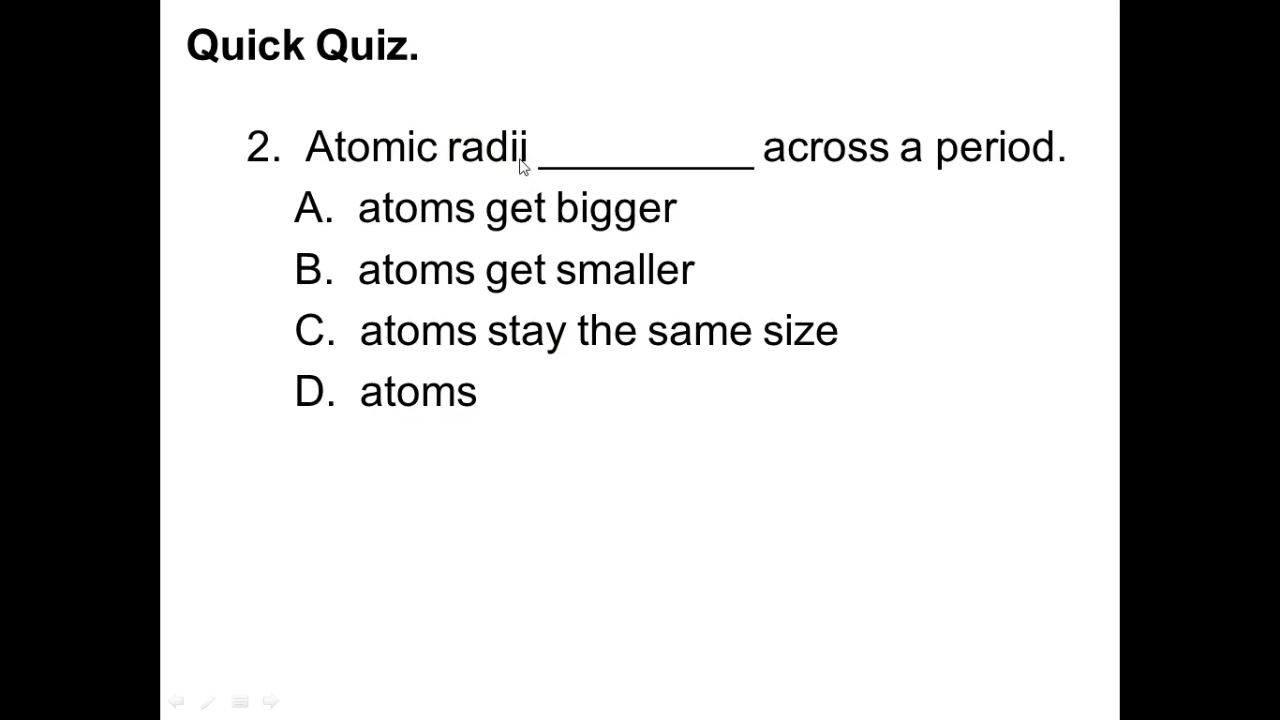 Quick Quiz.
2. Atomic radii __________ across a period.
A. atoms get bigger
B. atoms get smaller
C. atoms stay the same size
D. atoms